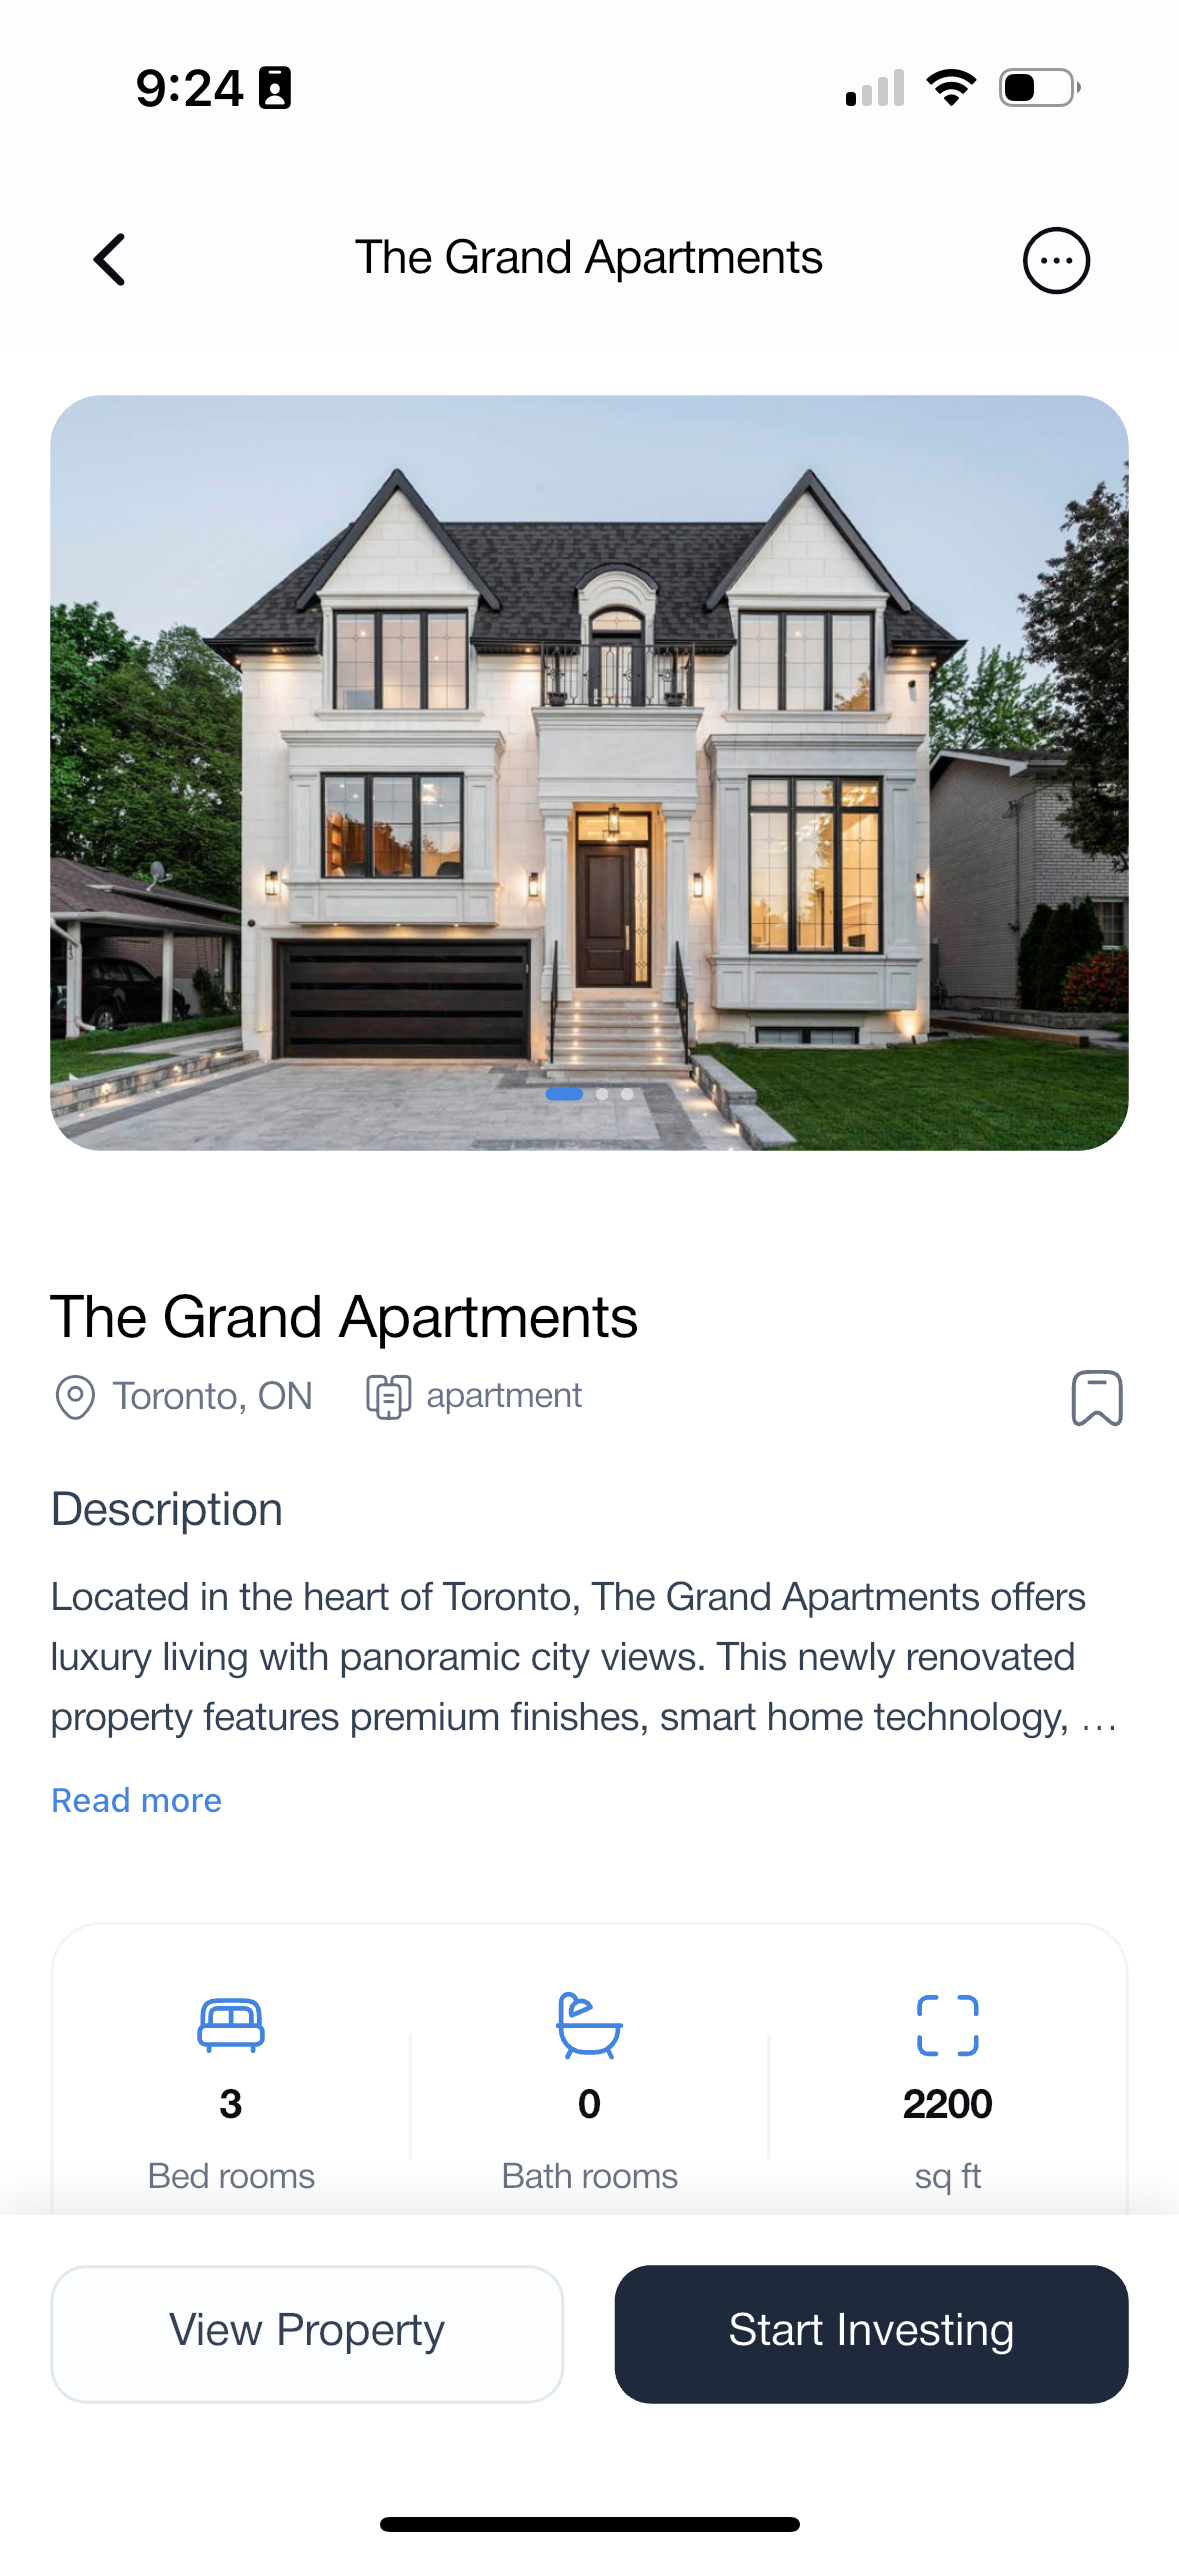 9:24
The Grand Apartments
The Grand Apartments
Toronto, ON apartment
Description
Located in the heart of Toronto, The Grand Apartments offers
luxury living with panoramic city views. This newly renovated
property features premium finishes, smart home technology, …
Read more
3 0 2200
Bed rooms Bath rooms sq ft
View Property Start Investing